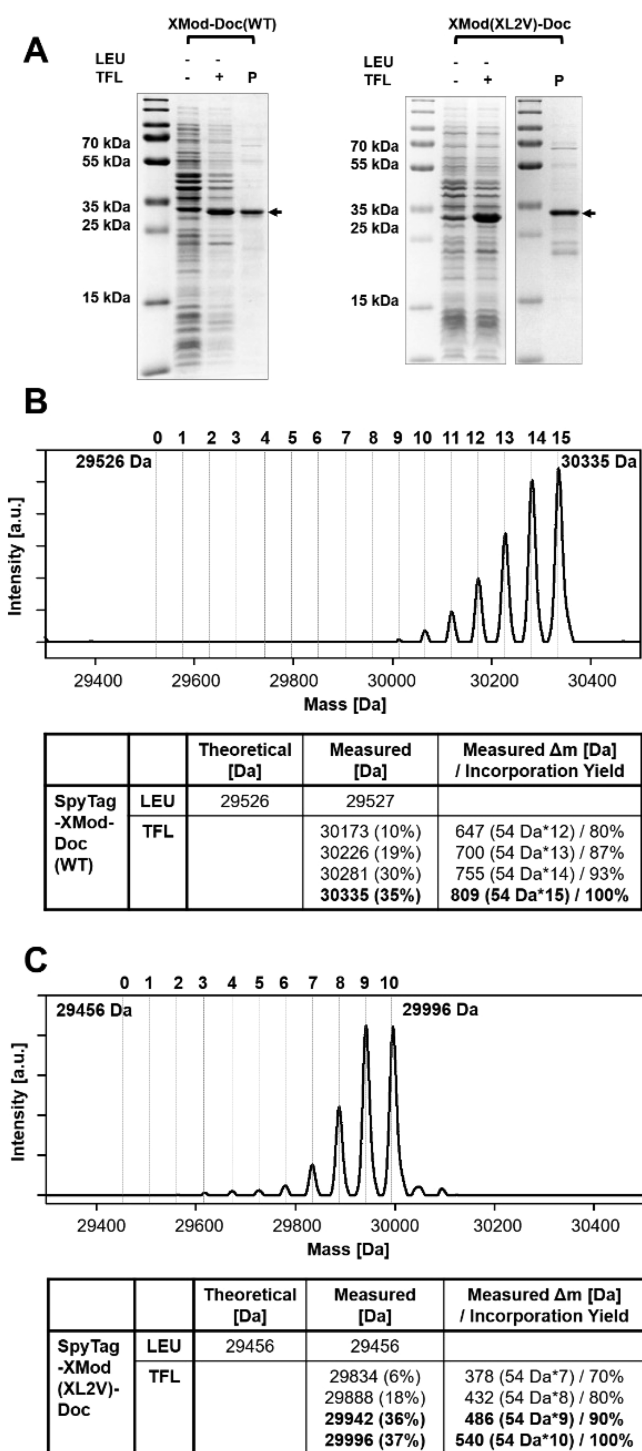 A
XMod-Doc(WT)
LEU - -
TFL - + P
70 kDa
55 kDa
35 kDa
25 kDa
15 kDa
XMod(XL2V)-Doc
LEU - -
TFL - + P
70 kDa
55 kDa
35 kDa
25 kDa
15 kDa
B
0 1 2 3 4 5 6 7 8 9 10 11 12 13 14 15
29526 Da 30335 Da
Intensity [a.u.]
29400 29600 29800 30000 30200 30400
Mass [Da]
Theoretical Measured Measured Δm [Da]
[Da] [Da] / Incorporation Yield
SpyTag LEU 29526 29527
-XMod- TFL 30173 (10%) 647 (54 Da*12) / 80%
Doc 30226 (19%) 700 (54 Da*13) / 87%
(WT) 30281 (30%) 755 (54 Da*14) / 93%
30335 (35%) 809 (54 Da*15) / 100%
C
0 1 2 3 4 5 6 7 8 9 10
29456 Da 29996 Da
Intensity [a.u.]
29400 29600 29800 30000 30200 30400
Mass [Da]
Theoretical Measured Measured Δm [Da]
[Da] [Da] / Incorporation Yield
SpyTag LEU 29456 29456
-XMod TFL 29834 (6%) 378 (54 Da*7) / 70%
(XL2V)- 29888 (18%) 432 (54 Da*8) / 80%
Doc 29942 (36%) 486 (54 Da*9) / 90%
29996 (37%) 540 (54 Da*10) / 100%